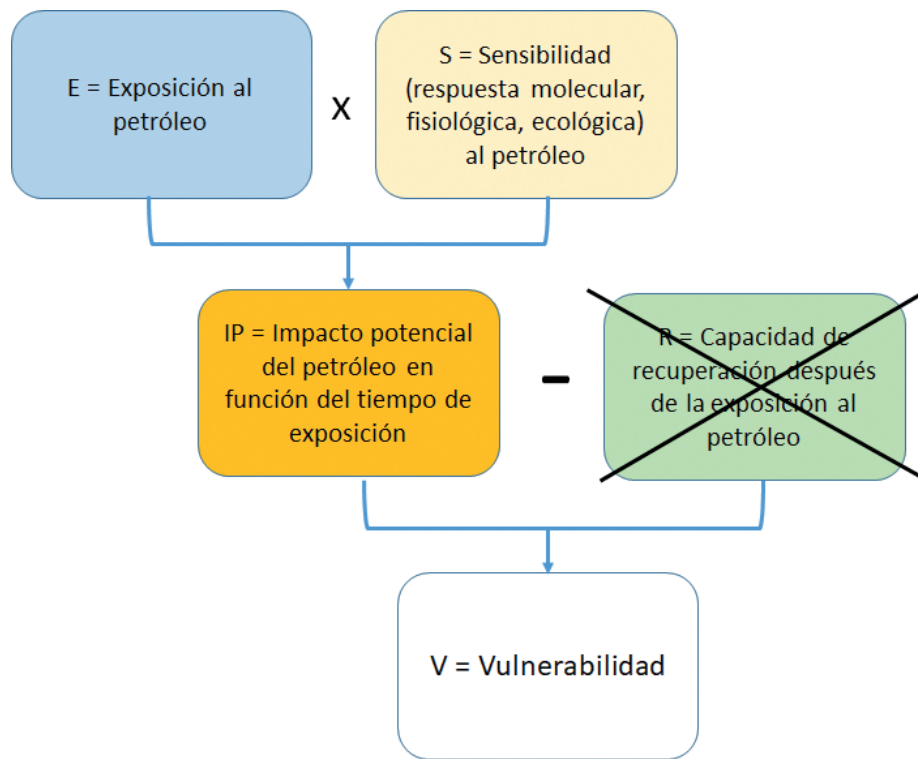 E = Exposición al
petróleo
X
S = Sensibilidad
(respuesta molecular,
fisiológica, ecológica)
al petróleo
IP = Impacto potencial
del petróleo en
función del tiempo de
exposición
–
R = Capacidad de
recuperación después
de la exposición al
petróleo
V = Vulnerabilidad